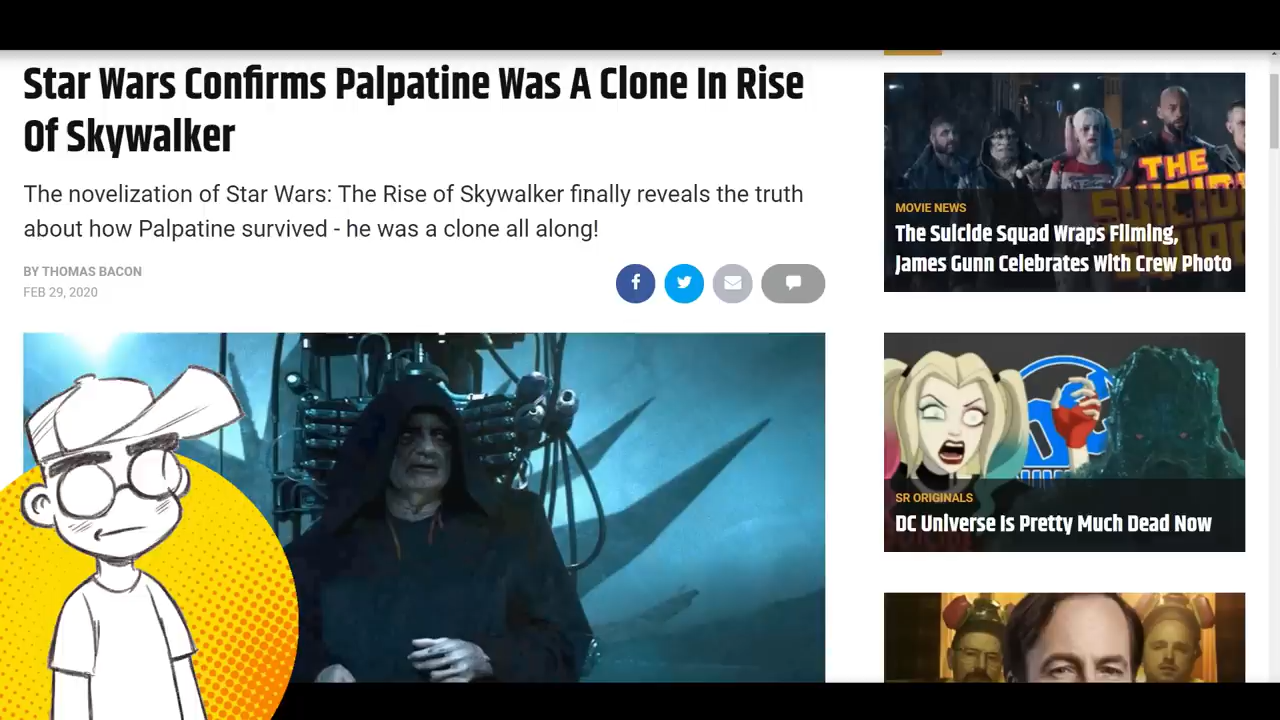 Star Wars Confirms Palpatine Was A Clone In Rise
Of Skywalker
The novelization of Star Wars: The Rise of Skywalker finally reveals the truth
about how Palpatine survived - he was a clone all along!
BY THOMAS BACON
FEB 29, 2020
THE
SUICIDE
SQUAD
MOVIE NEWS
The Suicide Squad Wraps Filming,
James Gunn Celebrates With Crew Photo
SR ORIGINALS
DC Universe Is Pretty Much Dead Now